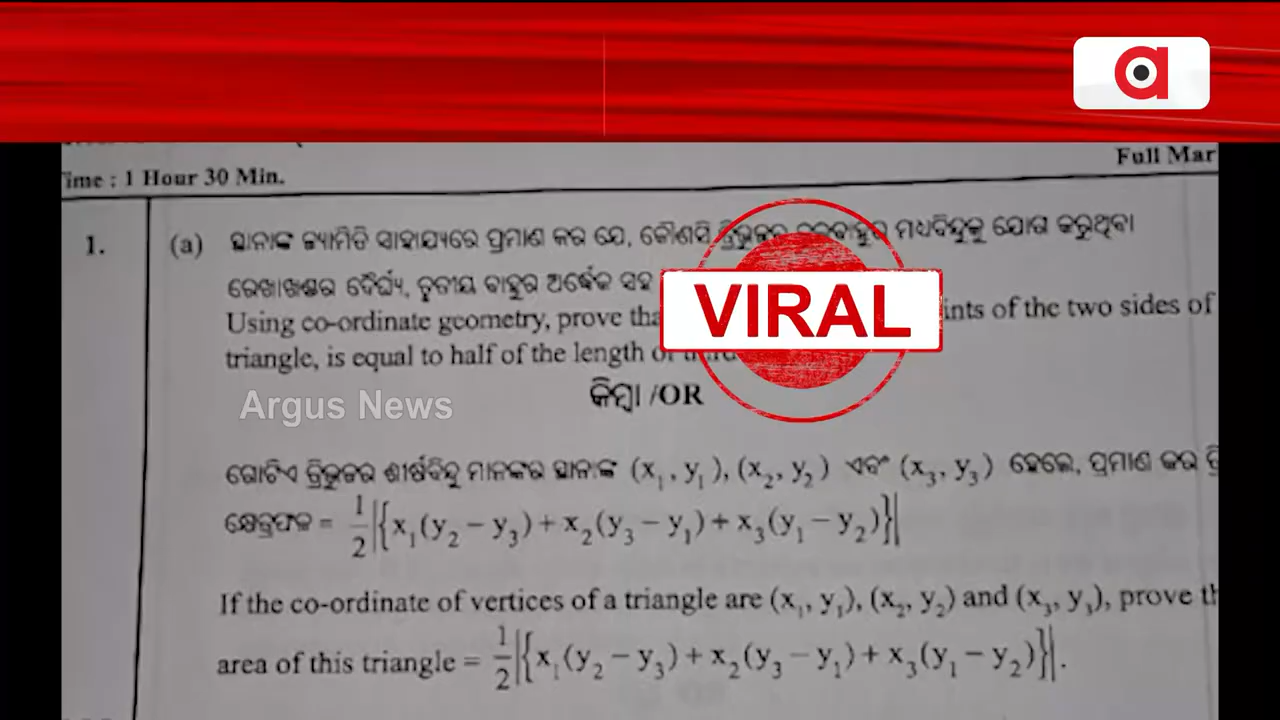 a
Time : 1 Hour 30 Min.
Full Mar
1.
(a) ସ୍ଥାନାଙ୍କ ଜ୍ୟାମିତି ସାହାଯ୍ୟରେ ପ୍ରମାଣ କର ଯେ, କୌଣସି ତ୍ରିଭୁଜର ମଧ୍ୟବିନ୍ଦୁକୁ ଯୋଗ କରୁଥିବା
ରେଖାଖଣ୍ଡର ଦୈର୍ଘ୍ୟ, ତୃତୀୟ ବାହୁର ଅର୍ଦ୍ଧେକ ସହ
VIRAL
Using co-ordinate geometry, prove tha ints of the two sides of
triangle, is equal to half of the length of
Argus News
କିମ୍ବା /OR
ଗୋଟିଏ ତ୍ରିଭୁଜର ଶୀର୍ଷବିନ୍ଦୁ ମାନଙ୍କର ସ୍ଥାନାଙ୍କ (x₁, y₁), (x₂, y₂) ଏବଂ (x₃, y₃) ହେଲେ, ପ୍ରମାଣ କର ତ୍ରି
କ୍ଷେତ୍ରଫଳ = 1/2 |{x₁(y₂ − y₃) + x₂(y₃ − y₁) + x₃(y₁ − y₂)}|
If the co-ordinate of vertices of a triangle are (x₁, y₁), (x₂, y₂) and (x₃, y₃), prove th
area of this triangle = 1/2 |{x₁(y₂ − y₃) + x₂(y₃ − y₁) + x₃(y₁ − y₂)}|.